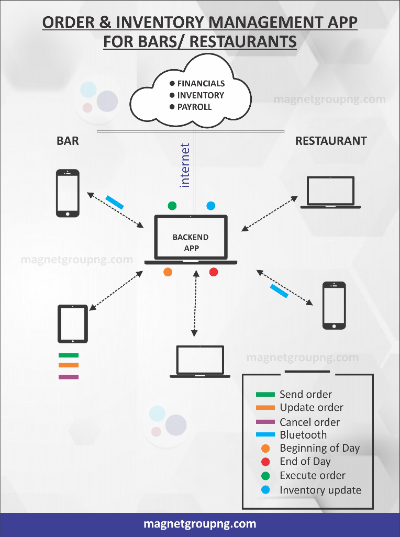 ORDER & INVENTORY MANAGEMENT APP
FOR BARS/ RESTAURANTS
• FINANCIALS
• INVENTORY
• PAYROLL
magnetgroupng.com
BAR
RESTAURANT
internet
BACKEND
APP
magnetgroupng.com
magnetgroupng.com
Send order
Update order
Cancel order
Bluetooth
Beginning of Day
End of Day
Execute order
Inventory update
magnetgroupng.com